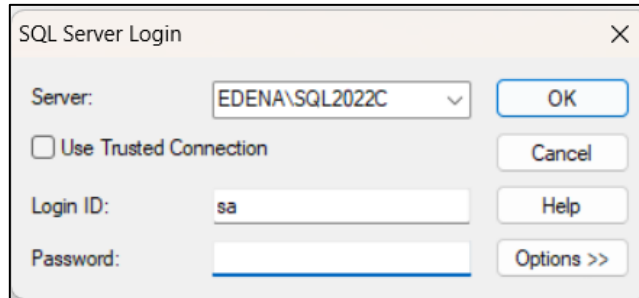 SQL Server Login
Server: EDENA\SQL2022C OK
Use Trusted Connection Cancel
Login ID: sa Help
Password: Options >>